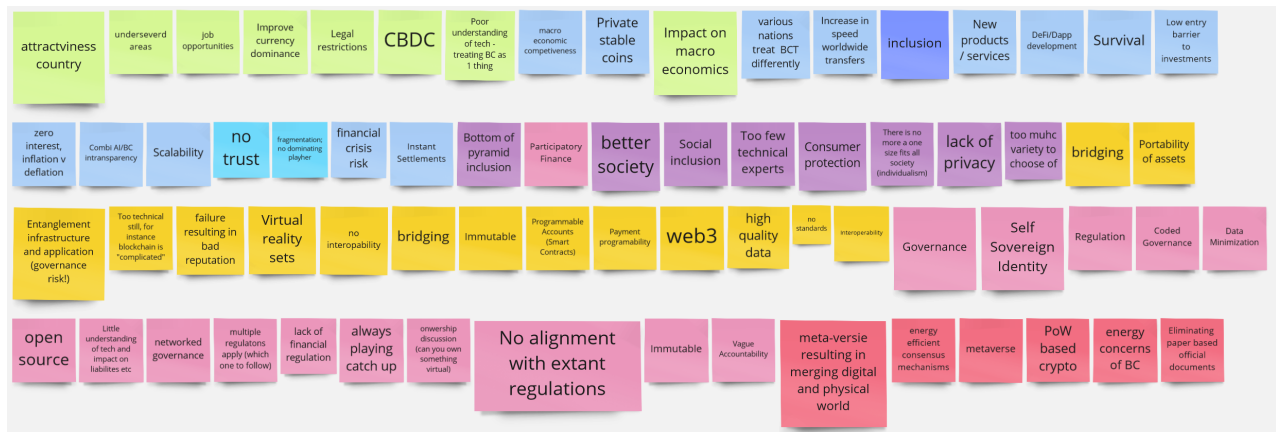 attractviness
country
underseverd
areas
job
opportunities
Improve
currency
dominance
Legal
restrictions
CBDC
Poor
understanding
of tech -
treating BC as
1 thing
macro
economic
competiveness
Private
stable
coins
Impact on
macro
economics
various
nations
treat BCT
differently
Increase in
speed
worldwide
transfers
inclusion
New
products
/ services
DeFi/Dapp
development
Survival
Low entry
barrier
to
investments
zero
interest,
inflation v
deflation
Combi AI/BC
intransparency
Scalability
no
trust
fragmentation;
no dominating
playher
financial
crisis
risk
Instant
Settlements
Bottom of
pyramid
inclusion
Participatory
Finance
better
society
Social
inclusion
Too few
technical
experts
Consumer
protection
There is no
more a one
size fits all
society
(individualism)
lack of
privacy
too muhc
variety to
choose of
bridging
Portability
of assets
Entanglement
infrastructure
and application
(governance
risk!)
Too technical
still, for
instance
blockchain is
"complicated"
failure
resulting in
bad
reputation
Virtual
reality
sets
no
interopability
bridging
Immutable
Programmable
Accounts
(Smart
Contracts)
Payment
programability
web3
high
quality
data
no
standards
Interoperability
Governance
Self
Sovereign
Identity
Regulation
Coded
Governance
Data
Minimization
open
source
Little
understanding
of tech and
impact on
liabilites etc
networked
governance
multiple
regulatons
apply (which
one to follow)
lack of
financial
regulation
always
playing
catch up
onwership
discussion
(can you own
something
virtual)
No alignment
with extant
regulations
Immutable
Vague
Accountability
meta-versie
resulting in
merging digital
and physical
world
energy
efficient
consensus
mechanisms
metaverse
PoW
based
crypto
energy
concerns
of BC
Eliminating
paper based
official
documents